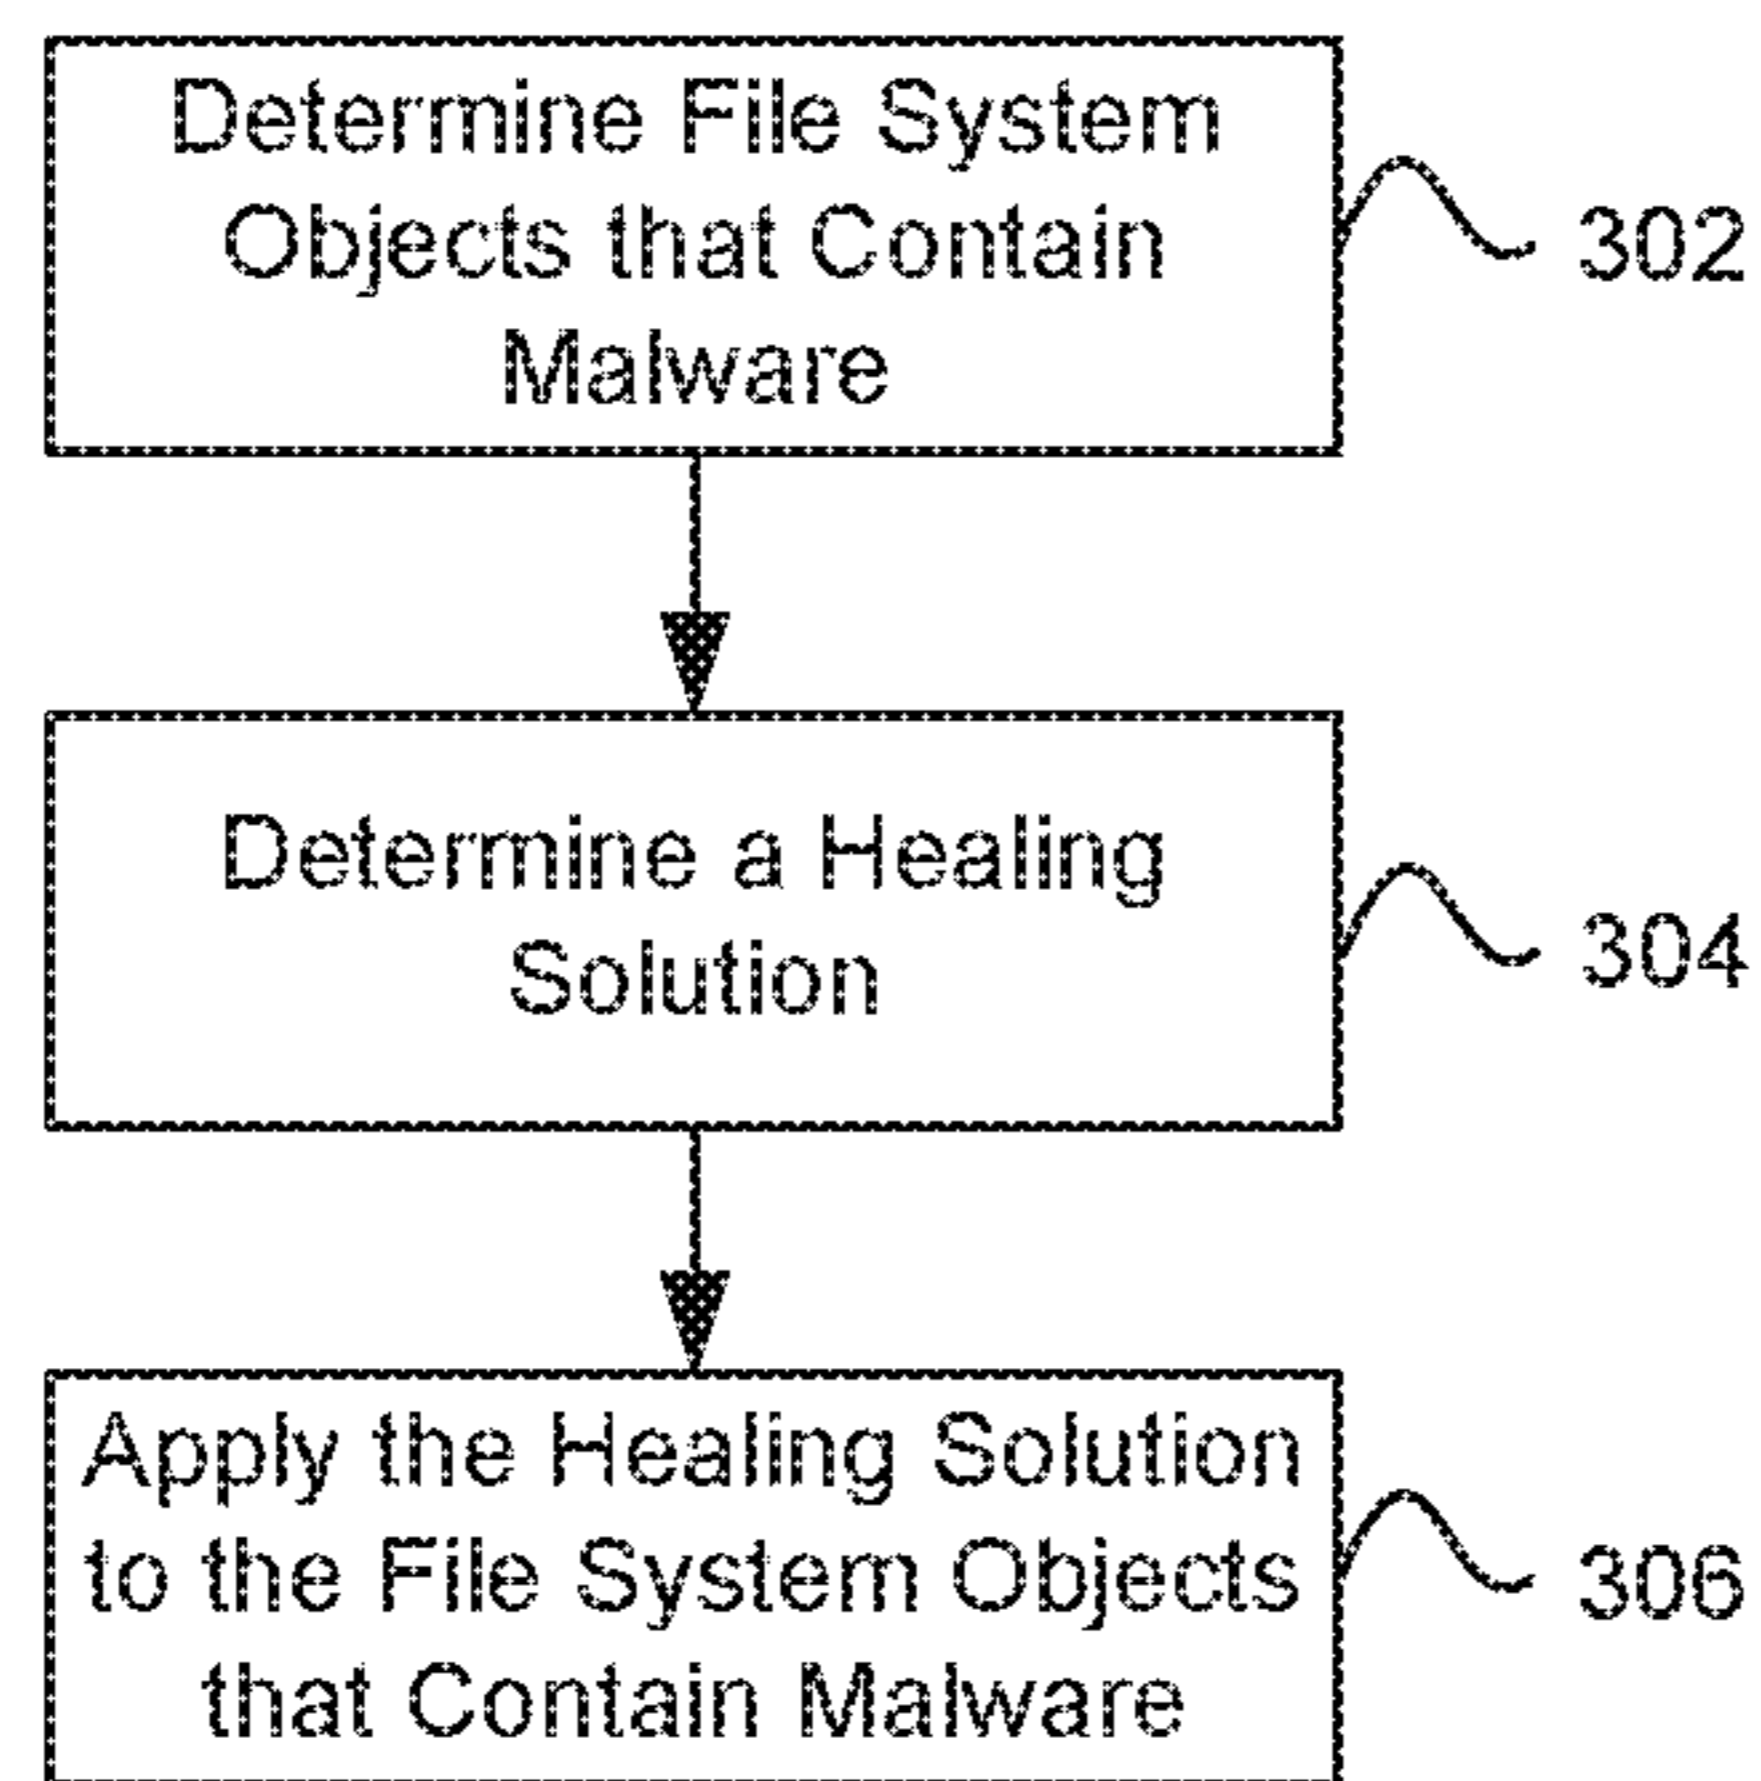 Determine File System
Objects that Contain
Malware
302
Determine a Healing
Solution
304
Apply the Healing Solution
to the File System Objects
that Contain Malware
306